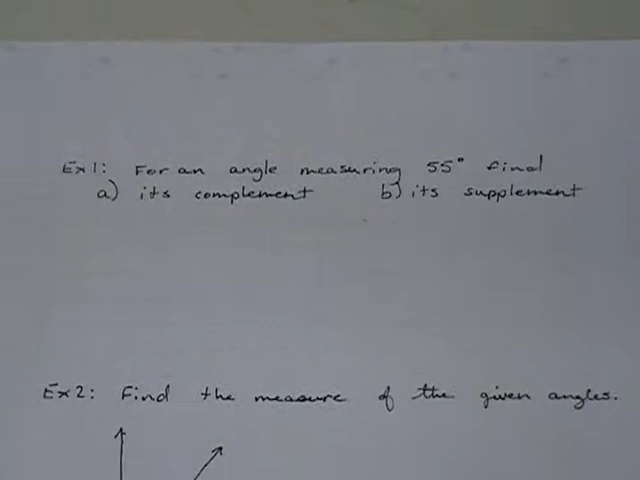 Ex1: For an angle measuring 55° find
a) its complement b) its supplement
Ex2: Find the measure of the given angles.